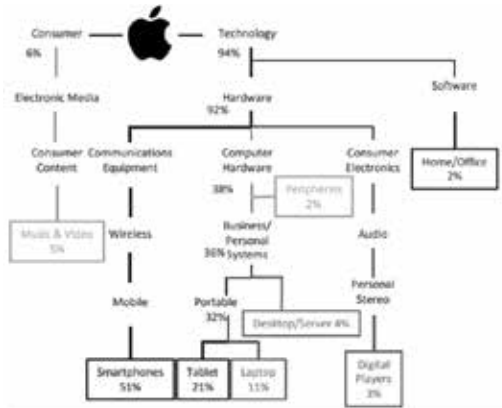 Consumer
Technology
6%
94%
Software
Electronic Media
Hardware
92%
Consumer
Content
Communications
Equipment
Computer
Hardware
Consumer
Electronics
Home/Office
2%
38%
Peripherals
2%
Music & Video
5%
Wireless
Business/
Personal
Systems
36%
Audio
Mobile
Portable
32%
Desktop/Server 4%
Personal
Stereo
Smartphones
51%
Tablet
21%
Laptop
11%
Digital
Players
3%